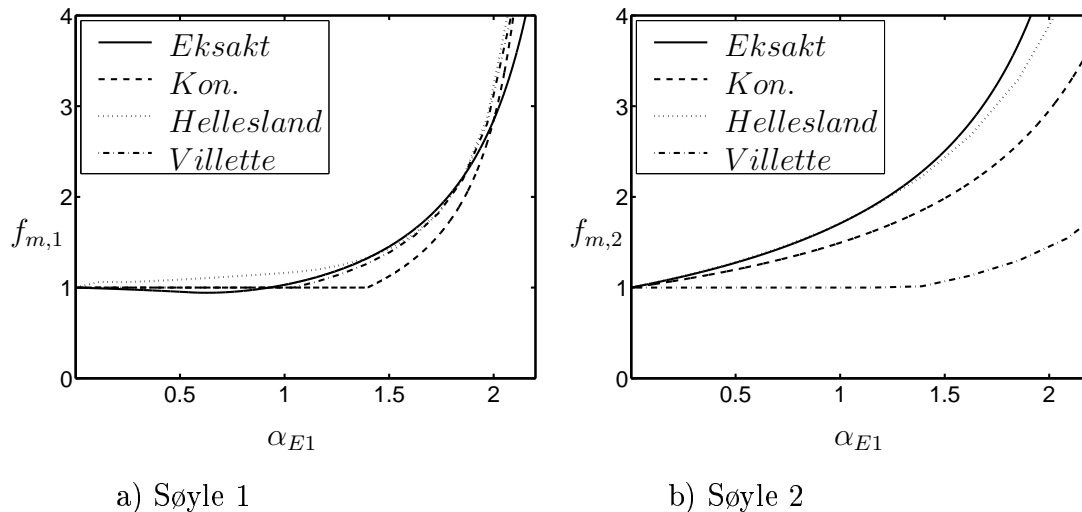 4
3
2
1
0
f_{m,1}
Eksakt
Kon.
Hellesland
Villette
0.5
1
1.5
2
α_{E1}
a) Søyle 1
4
3
2
1
0
f_{m,2}
Eksakt
Kon.
Hellesland
Villette
0.5
1
1.5
2
α_{E1}
b) Søyle 2